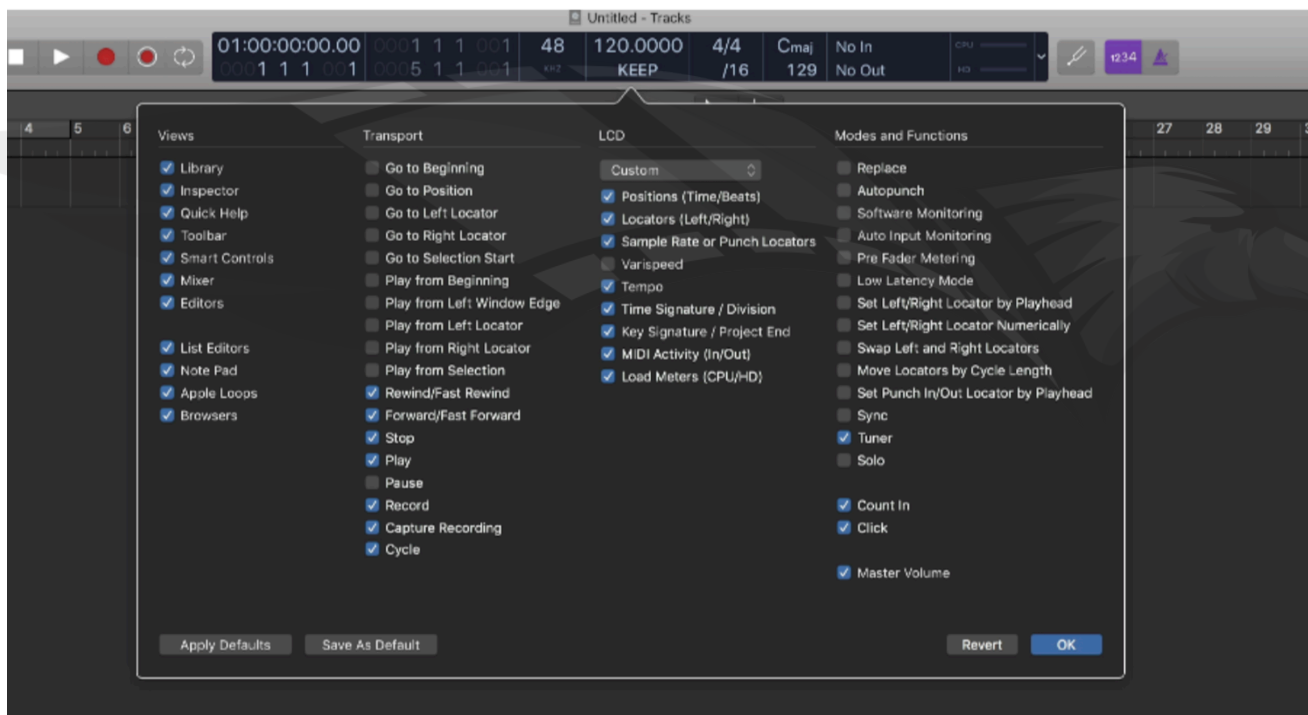 Untitled - Tracks
01:00:00:00.00 0001 1 1 001 48 120.0000 4/4 Cmaj No In CPU
0001 1 1 001 0005 1 1 001 KHZ KEEP /16 129 No Out HD
1234
4 5 6 27 28 29
Views
Library
Inspector
Quick Help
Toolbar
Smart Controls
Mixer
Editors
List Editors
Note Pad
Apple Loops
Browsers
Transport
Go to Beginning
Go to Position
Go to Left Locator
Go to Right Locator
Go to Selection Start
Play from Beginning
Play from Left Window Edge
Play from Left Locator
Play from Right Locator
Play from Selection
Rewind/Fast Rewind
Forward/Fast Forward
Stop
Play
Pause
Record
Capture Recording
Cycle
LCD
Custom
Positions (Time/Beats)
Locators (Left/Right)
Sample Rate or Punch Locators
Varispeed
Tempo
Time Signature / Division
Key Signature / Project End
MIDI Activity (In/Out)
Load Meters (CPU/HD)
Modes and Functions
Replace
Autopunch
Software Monitoring
Auto Input Monitoring
Pre Fader Metering
Low Latency Mode
Set Left/Right Locator by Playhead
Set Left/Right Locator Numerically
Swap Left and Right Locators
Move Locators by Cycle Length
Set Punch In/Out Locator by Playhead
Sync
Tuner
Solo
Count In
Click
Master Volume
Apply Defaults Save As Default Revert OK